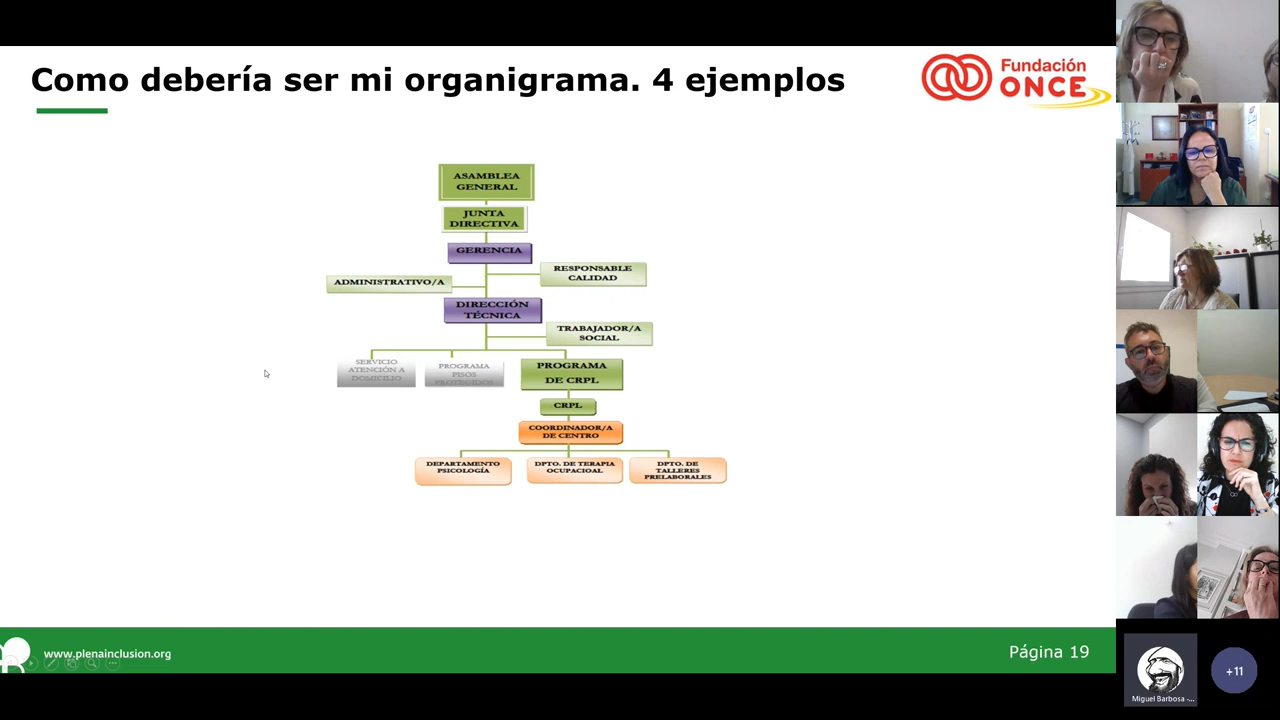 Como debería ser mi organigrama. 4 ejemplos
Fundación
ONCE
ASAMBLEA
GENERAL
JUNTA
DIRECTIVA
GERENCIA
RESPONSABLE
CALIDAD
ADMINISTRATIVO/A
DIRECCIÓN
TÉCNICA
TRABAJADOR/A
SOCIAL
SERVICIO
ATENCIÓN A
DOMICILIO
PROGRAMA
PISOS
PROTEGIDOS
PROGRAMA
DE CRPL
CRPL
COORDINADOR/A
DE CENTRO
DEPARTAMENTO
PSICOLOGÍA
DPTO. DE TERAPIA
OCUPACIOAL
DPTO. DE
TALLERES
PRELABORALES
www.plenainclusion.org
Página 19
Miguel Barbosa -...
+11